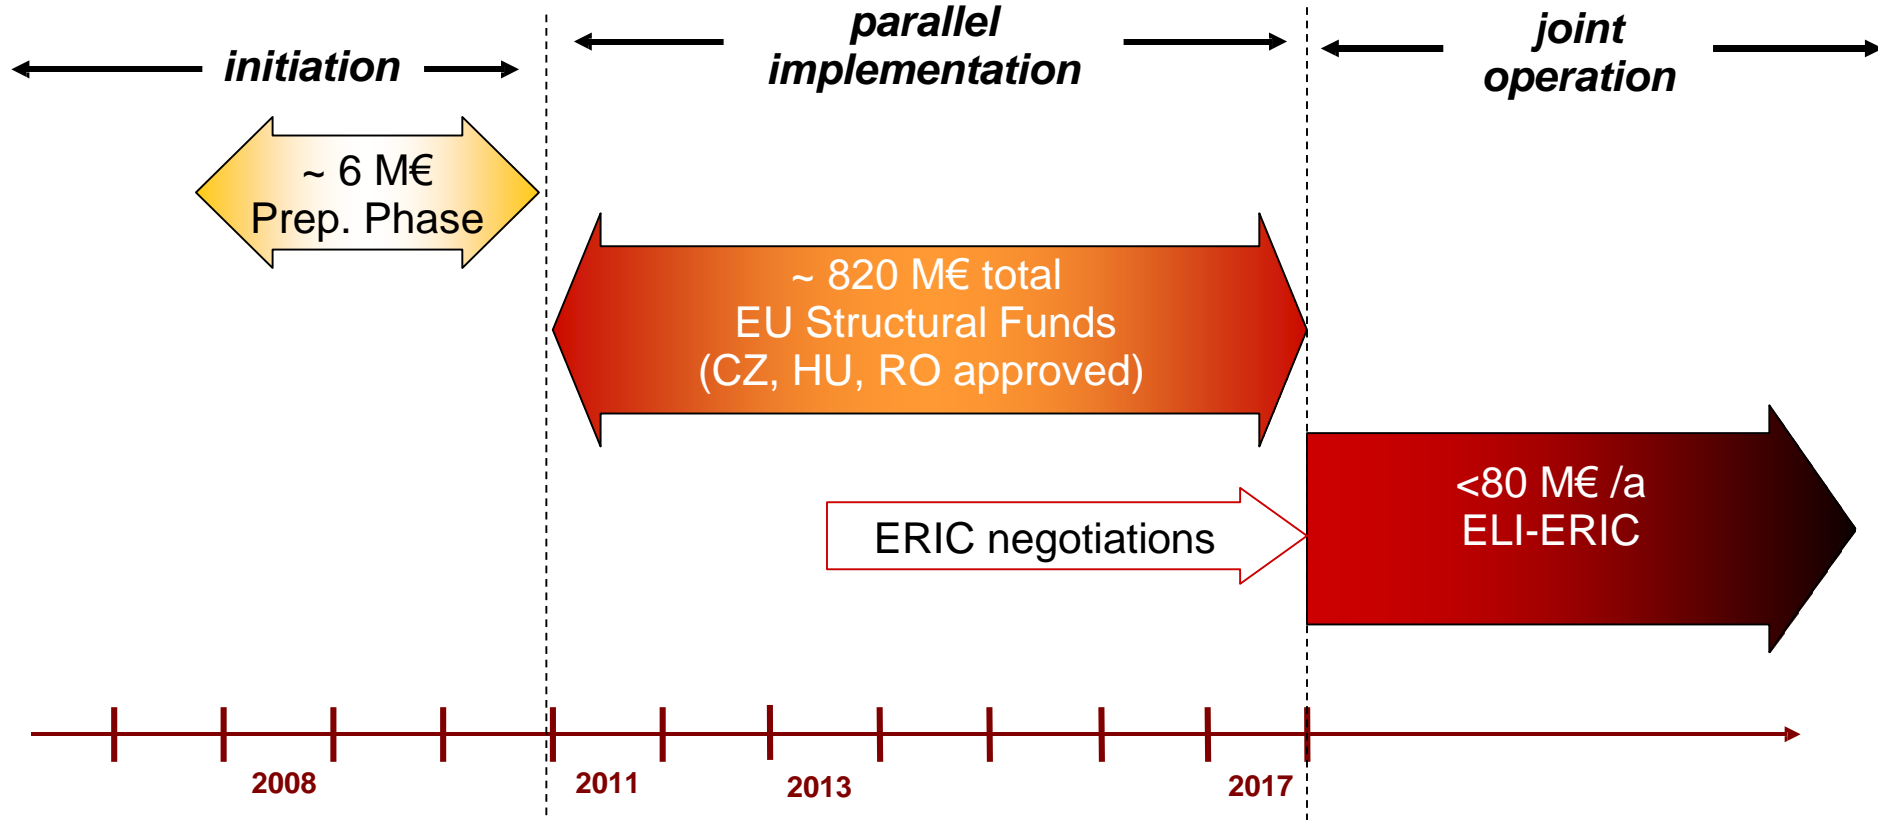 initiation
parallel
implementation
joint
operation
~ 6 M€
Prep. Phase
~ 820 M€ total
EU Structural Funds
(CZ, HU, RO approved)
ERIC negotiations
<80 M€ /a
ELI-ERIC
2008
2011
2013
2017